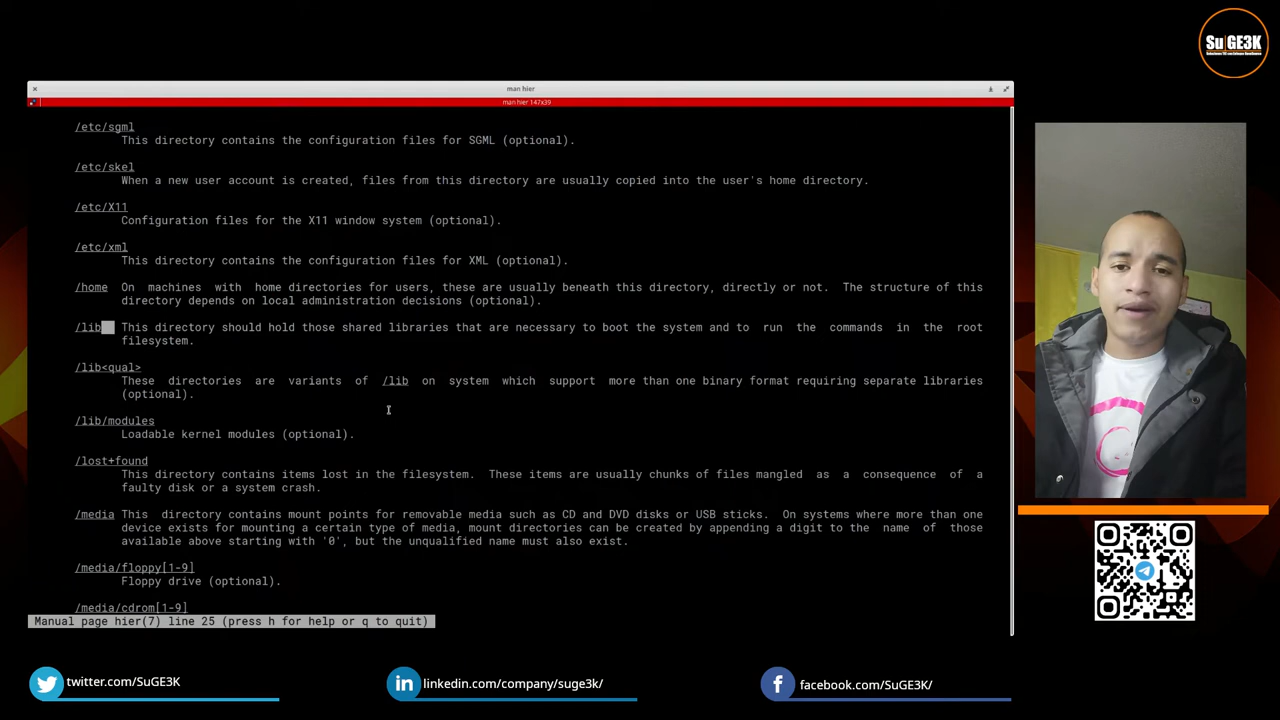 Su GE3K
man hier
man hier 147x39
/etc/sgml
This directory contains the configuration files for SGML (optional).
/etc/skel
When a new user account is created, files from this directory are usually copied into the user's home directory.
/etc/X11
Configuration files for the X11 window system (optional).
/etc/xml
This directory contains the configuration files for XML (optional).
/home On machines with home directories for users, these are usually beneath this directory, directly or not. The structure of this
directory depends on local administration decisions (optional).
/lib This directory should hold those shared libraries that are necessary to boot the system and to run the commands in the root
filesystem.
/lib<qual>
These directories are variants of /lib on system which support more than one binary format requiring separate libraries
(optional).
/lib/modules
Loadable kernel modules (optional).
/lost+found
This directory contains items lost in the filesystem. These items are usually chunks of files mangled as a consequence of a
faulty disk or a system crash.
/media This directory contains mount points for removable media such as CD and DVD disks or USB sticks. On systems where more than one
device exists for mounting a certain type of media, mount directories can be created by appending a digit to the name of those
available above starting with '0', but the unqualified name must also exist.
/media/floppy[1-9]
Floppy drive (optional).
/media/cdrom[1-9]
Manual page hier(7) line 25 (press h for help or q to quit)
twitter.com/SuGE3K
linkedin.com/company/suge3k/
facebook.com/SuGE3K/